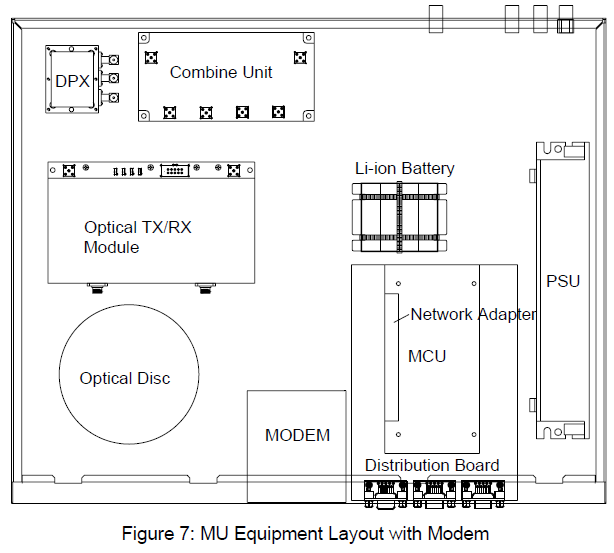 DPX
Combine Unit
Li-ion Battery
Optical TX/RX
Module
PSU
Network Adapter
MCU
Optical Disc
MODEM
Distribution Board
Figure 7: MU Equipment Layout with Modem